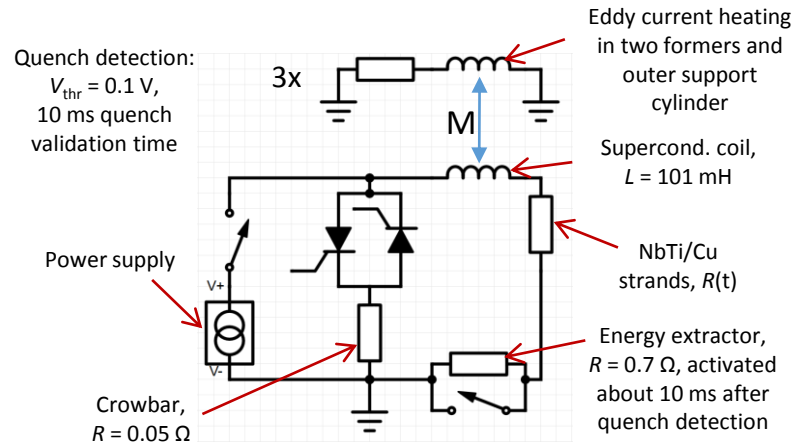 Quench detection:
V_thr = 0.1 V,
10 ms quench
validation time
3x
Eddy current heating
in two formers and
outer support
cylinder
M
Supercond. coil,
L = 101 mH
NbTi/Cu
strands, R(t)
Power supply
V+
V-
Energy extractor,
R = 0.7 Ω, activated
about 10 ms after
quench detection
Crowbar,
R = 0.05 Ω